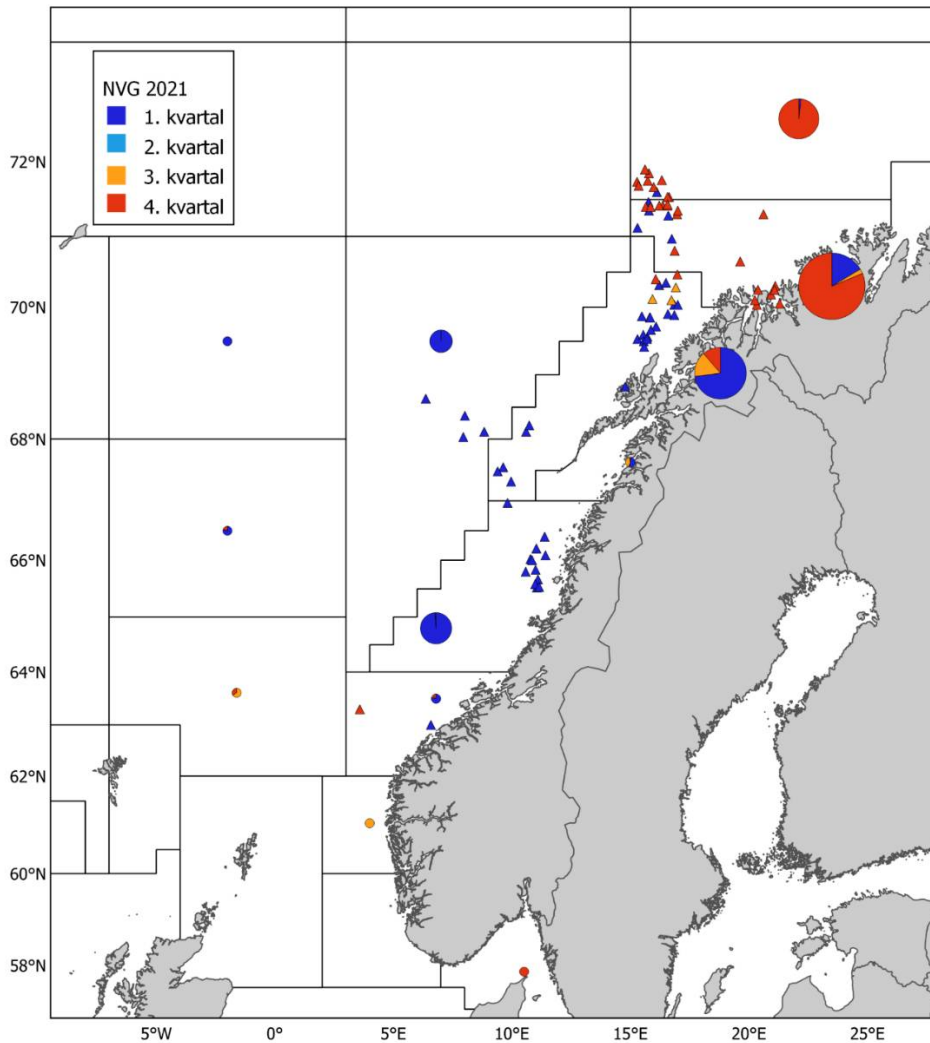 NVG 2021
1. kvartal
2. kvartal
3. kvartal
4. kvartal
72°N
70°N
68°N
66°N
64°N
62°N
60°N
58°N
5°W 0° 5°E 10°E 15°E 20°E 25°E